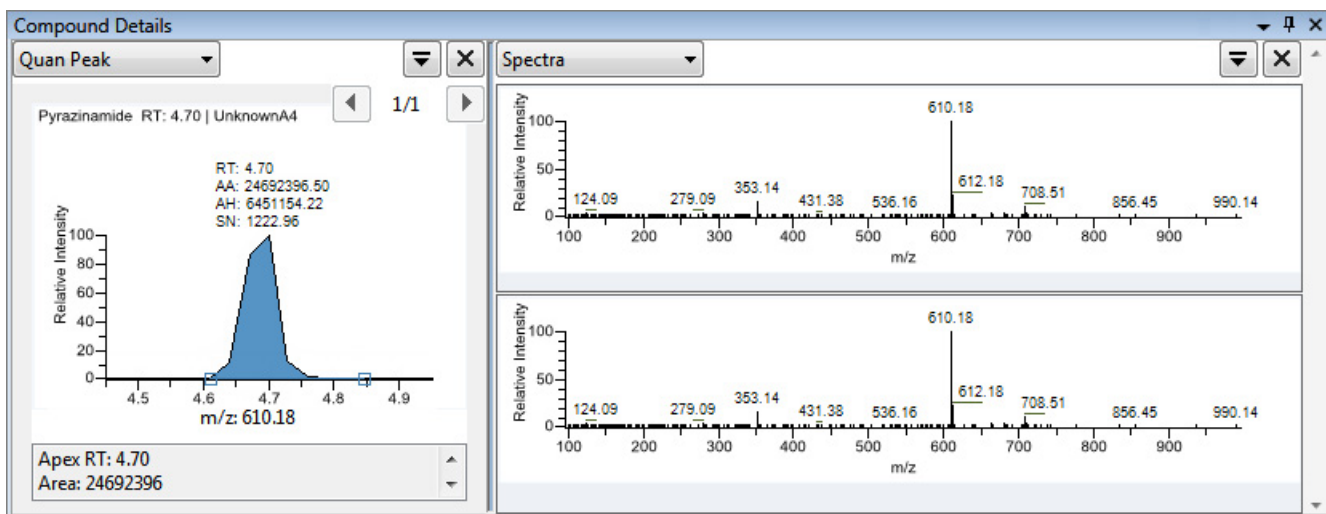 Compound Details
Quan Peak
1/1
Pyrazinamide RT: 4.70 | UnknownA4
RT: 4.70
AA: 24692396.50
AH: 6451154.22
SN: 1222.96
Relative Intensity
100
80
60
40
20
0
4.5 4.6 4.7 4.8 4.9
m/z: 610.18
Apex RT: 4.70
Area: 24692396
Spectra
610.18
Relative Intensity
100
50
0
124.09 279.09 353.14 431.38 536.16 612.18 708.51 856.45 990.14
100 200 300 400 500 600 700 800 900
m/z
610.18
Relative Intensity
100
50
0
124.09 279.09 353.14 431.38 536.16 612.18 708.51 856.45 990.14
100 200 300 400 500 600 700 800 900
m/z